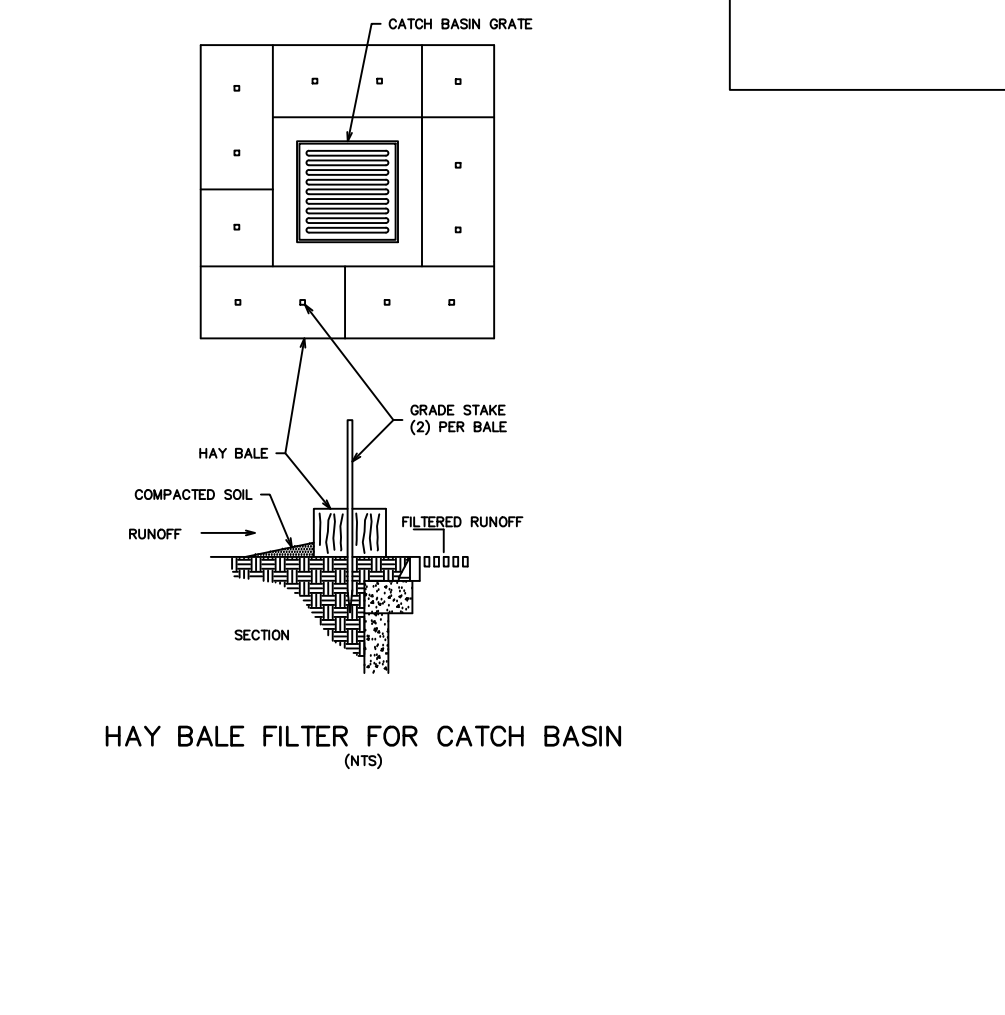 CATCH BASIN GRATE
GRADE STAKE
(2) PER BALE
HAY BALE
COMPACTED SOIL
FILTERED RUNOFF
RUNOFF
SECTION
HAY BALE FILTER FOR CATCH BASIN
(NTS)